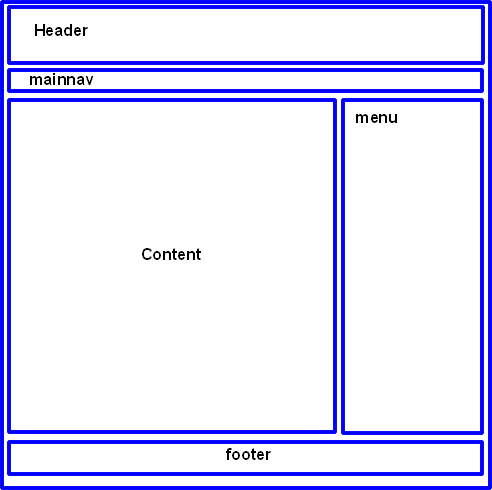 Header
mainnav
menu
Content
footer